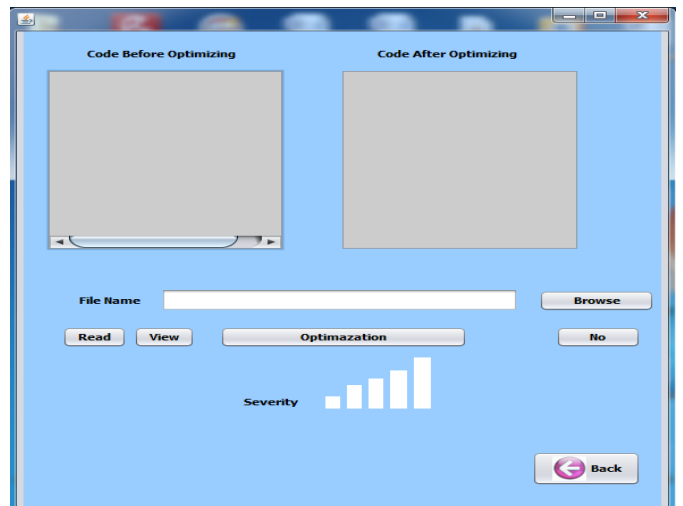 Code Before Optimizing
Code After Optimizing
File Name
Browse
Read
View
Optimazation
No
Severity
Back